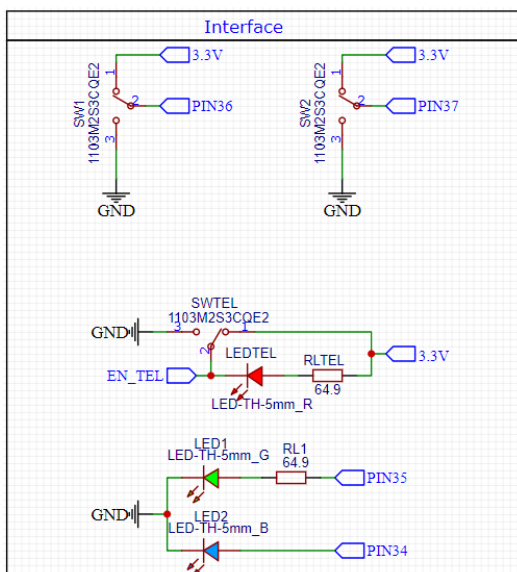 Interface
3.3V
1
SW1
1103M2S3CQE2
2
PIN36
3
GND
3.3V
1
SW2
1103M2S3CQE2
2
PIN37
3
GND
SWTEL
1103M2S3CQE2
GND
3
1
2
LEDTEL
RLTEL
3.3V
EN_TEL
64.9
LED-TH-5mm_R
LED1
LED-TH-5mm_G
RL1
64.9
PIN35
GND
LED2
LED-TH-5mm_B
PIN34